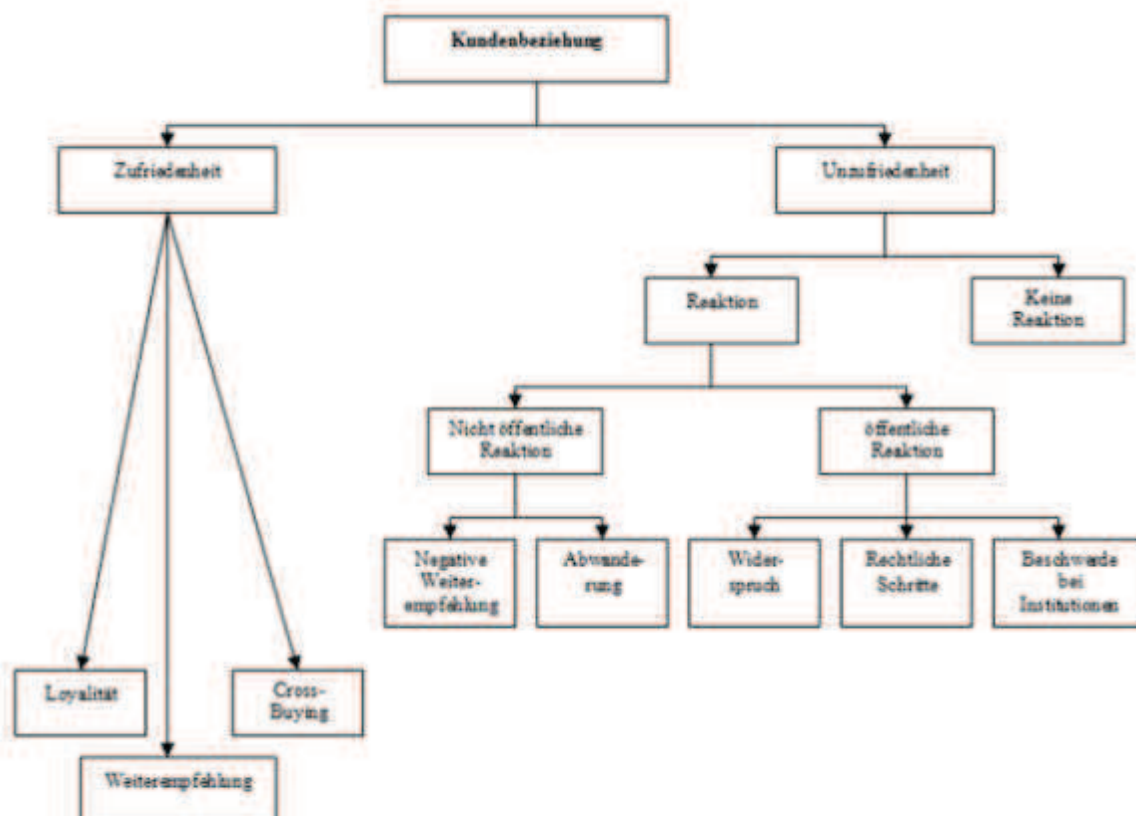 Kundenbeziehung
Zufriedenheit
Unzufriedenheit
Reaktion
Keine
Reaktion
Nicht öffentliche
Reaktion
öffentliche
Reaktion
Negative
Weiter-
empfehlung
Abwande-
rung
Wider-
spruch
Rechtliche
Schritte
Beschwerde
bei
Institutionen
Loyalität
Cross-
Buying
Weiterempfehlung